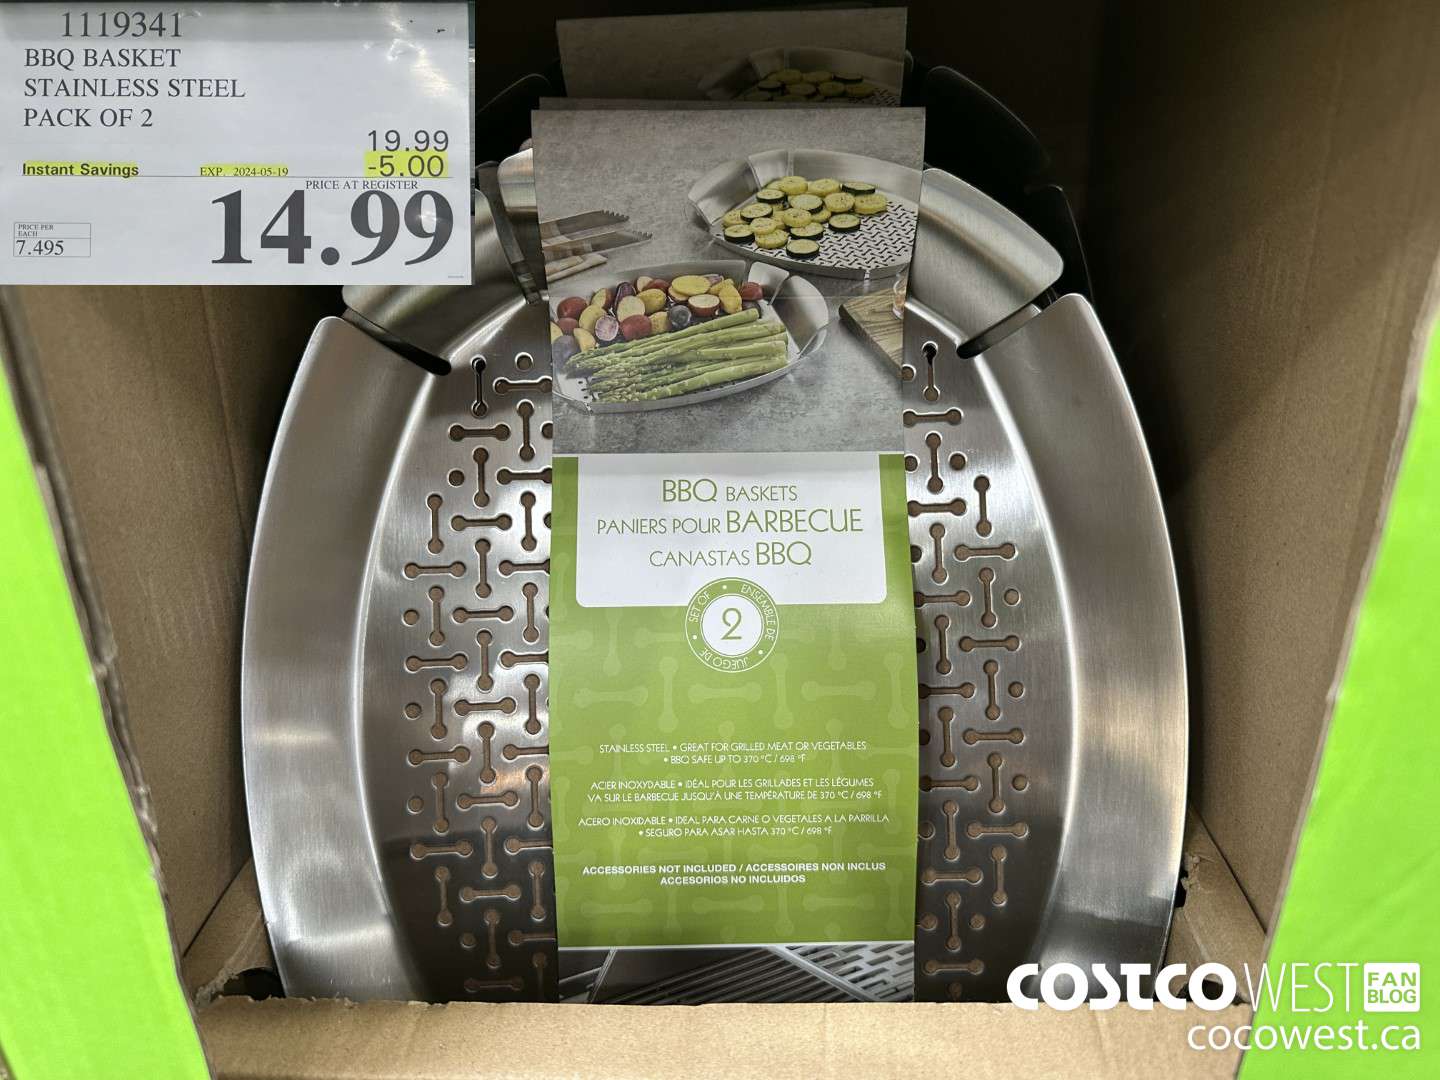 1119341
BBQ BASKET
STAINLESS STEEL
PACK OF 2
19.99
Instant Savings EXP. 2024-05-19 -5.00
PRICE AT REGISTER
14.99
PRICE PER
EACH
7.495
BBQ BASKETS
PANIERS POUR BARBECUE
CANASTAS BBQ
SET OF • ENSEMBLE DE • JUEGO DE •
2
STAINLESS STEEL • GREAT FOR GRILLED MEAT OR VEGETABLES
• BBQ SAFE UP TO 370 °C / 698 °F
ACIER INOXYDABLE • IDÉAL POUR LES GRILLADES ET LES LÉGUMES
VA SUR LE BARBECUE JUSQU'À UNE TEMPÉRATURE DE 370 °C / 698 °F
ACERO INOXIDABLE • IDEAL PARA CARNE O VEGETALES A LA PARRILLA
• SEGURO PARA ASAR HASTA 370 °C / 698 °F
ACCESSORIES NOT INCLUDED / ACCESSOIRES NON INCLUS
ACCESORIOS NO INCLUIDOS
COSTCO WEST FAN
BLOG
cocowest.ca